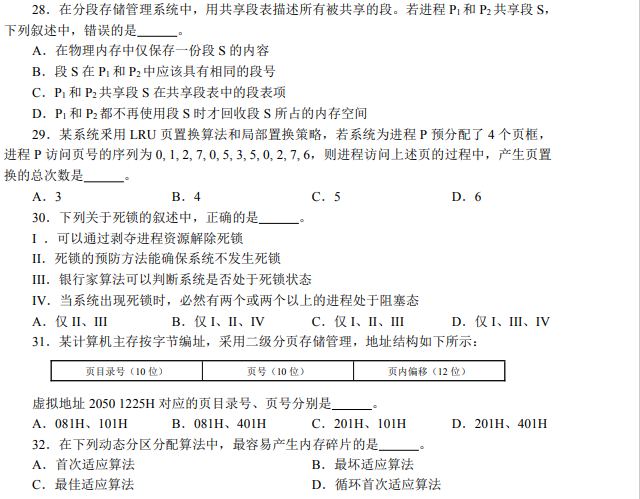 28．在分段存储管理系统中，用共享段表描述所有被共享的段。若进程 P₁ 和 P₂ 共享段 S，
下列叙述中，错误的是______。
A．在物理内存中仅保存一份段 S 的内容
B．段 S 在 P₁ 和 P₂ 中应该具有相同的段号
C．P₁ 和 P₂ 共享段 S 在共享段表中的段表项
D．P₁ 和 P₂ 都不再使用段 S 时才回收段 S 所占的内存空间
29．某系统采用 LRU 页置换算法和局部置换策略，若系统为进程 P 预分配了 4 个页框，
进程 P 访问页号的序列为 0, 1, 2, 7, 0, 5, 3, 5, 0, 2, 7, 6，则进程访问上述页的过程中，产生页置
换的总次数是______。
A．3 B．4 C．5 D．6
30．下列关于死锁的叙述中，正确的是______。
I ．可以通过剥夺进程资源解除死锁
II．死锁的预防方法能确保系统不发生死锁
III．银行家算法可以判断系统是否处于死锁状态
IV．当系统出现死锁时，必然有两个或两个以上的进程处于阻塞态
A．仅 II、III B．仅 I、II、IV C．仅 I、II、III D．仅 I、III、IV
31．某计算机主存按字节编址，采用二级分页存储管理，地址结构如下所示：
页目录号（10 位） 页号（10 位） 页内偏移（12 位）
虚拟地址 2050 1225H 对应的页目录号、页号分别是______。
A．081H、101H B．081H、401H C．201H、101H D．201H、401H
32．在下列动态分区分配算法中，最容易产生内存碎片的是______。
A．首次适应算法 B．最坏适应算法
C．最佳适应算法 D．循环首次适应算法